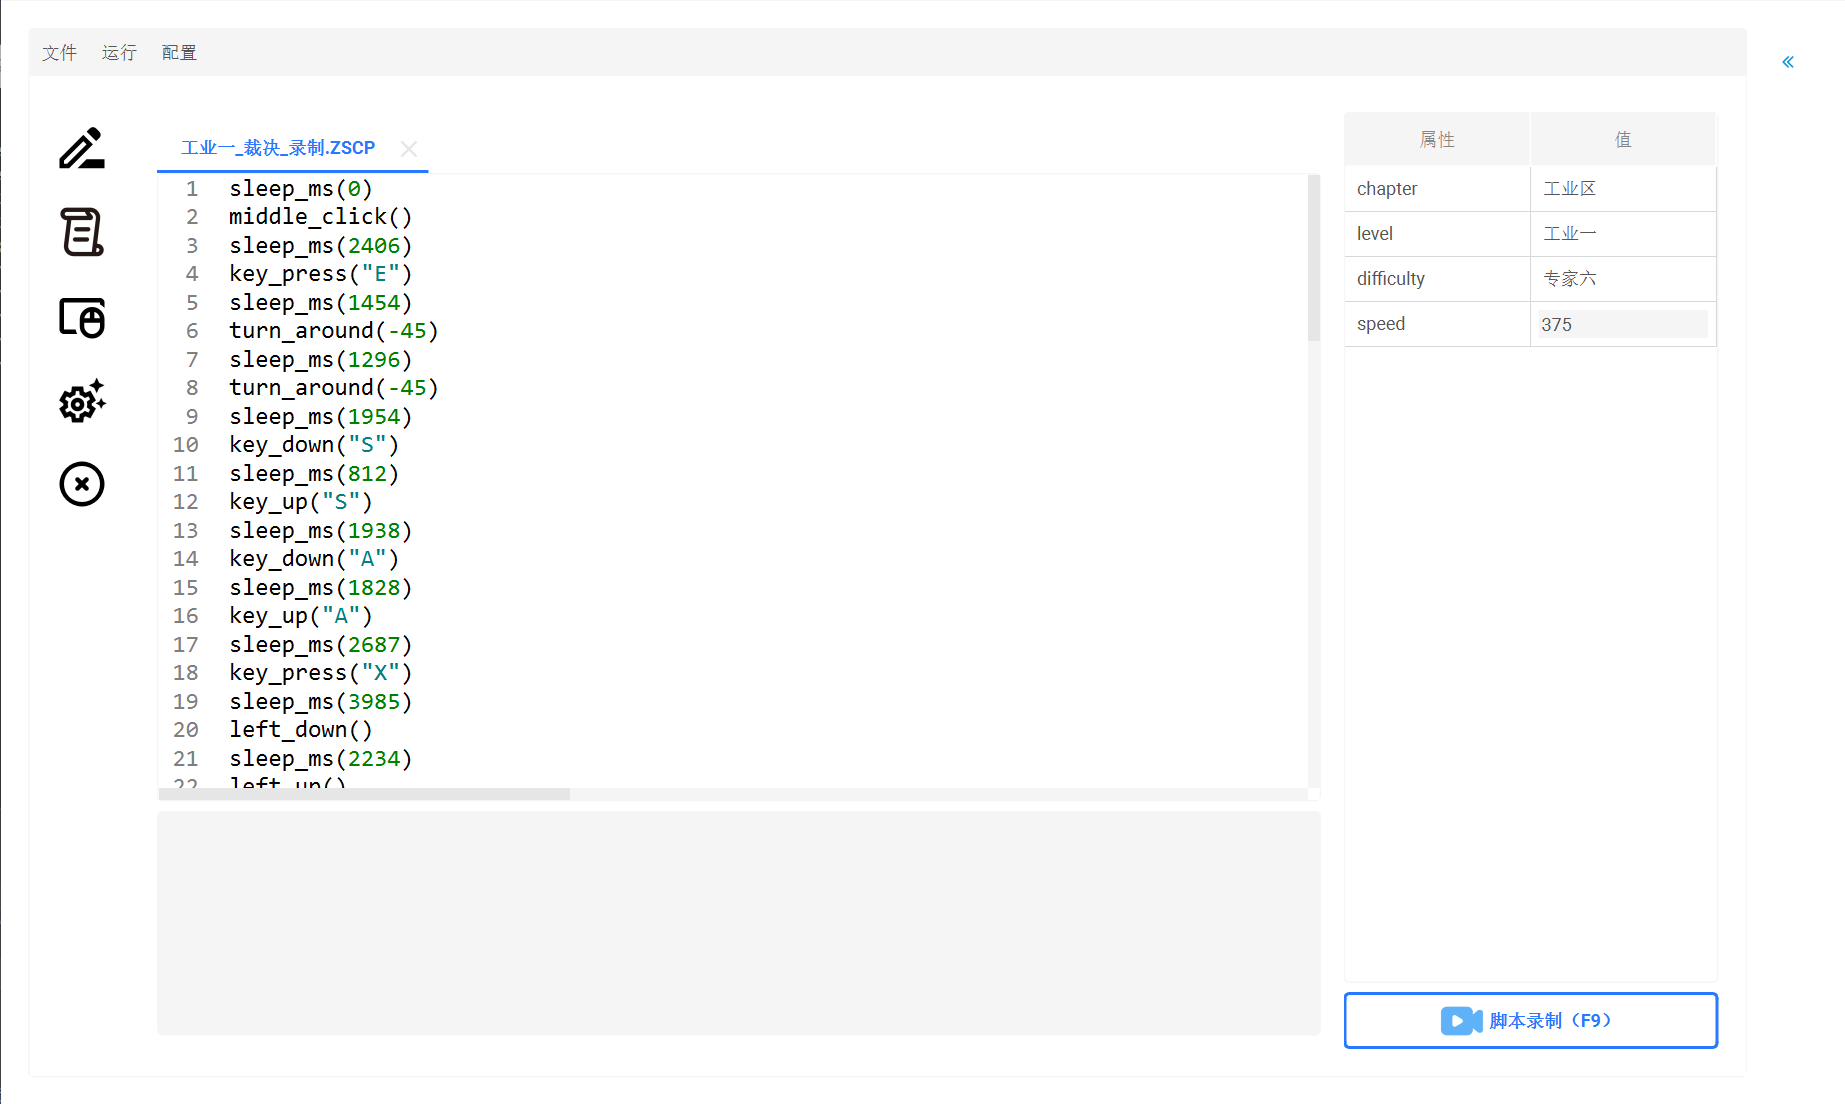 文件 运行 配置
工业一_裁决_录制.ZSCP
1 sleep_ms(0)
2 middle_click()
3 sleep_ms(2406)
4 key_press("E")
5 sleep_ms(1454)
6 turn_around(-45)
7 sleep_ms(1296)
8 turn_around(-45)
9 sleep_ms(1954)
10 key_down("S")
11 sleep_ms(812)
12 key_up("S")
13 sleep_ms(1938)
14 key_down("A")
15 sleep_ms(1828)
16 key_up("A")
17 sleep_ms(2687)
18 key_press("X")
19 sleep_ms(3985)
20 left_down()
21 sleep_ms(2234)
22 left_up()
属性 值
chapter 工业区
level 工业一
difficulty 专家六
speed 375
脚本录制（F9）